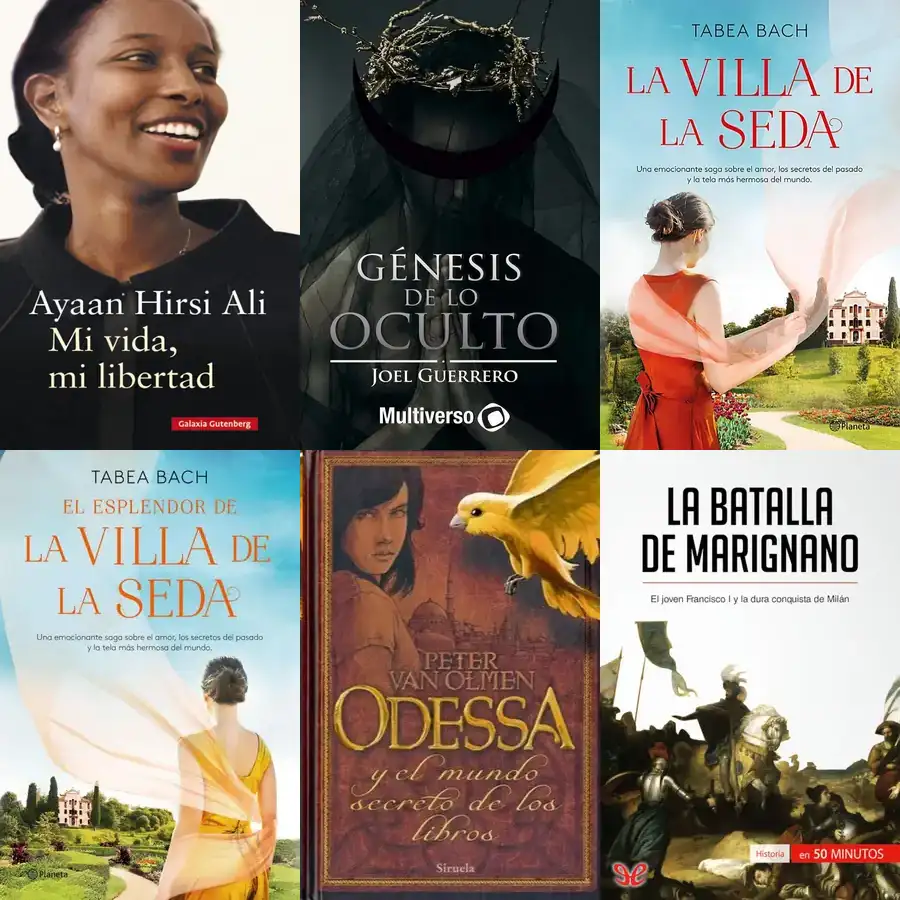 Ayaan Hirsi Ali
Mi vida,
mi libertad
Galaxia Gutenberg
GÉNESIS
DE LO
OCULTO
JOEL GUERRERO
Multiverso
TABEA BACH
LA VILLA DE
LA SEDA
Una emocionante saga sobre el amor, los secretos del pasado
y la tela más hermosa del mundo.
Planeta
TABEA BACH
EL ESPLENDOR DE
LA VILLA DE
LA SEDA
Una emocionante saga sobre el amor, los secretos del pasado
y la tela más hermosa del mundo.
Planeta
PETER
VAN OLMEN
ODESSA
y el mundo
secreto de los
libros
Siruela
LA BATALLA
DE MARIGNANO
El joven Francisco I y la dura conquista de Milán
Historia en 50 MINUTOS